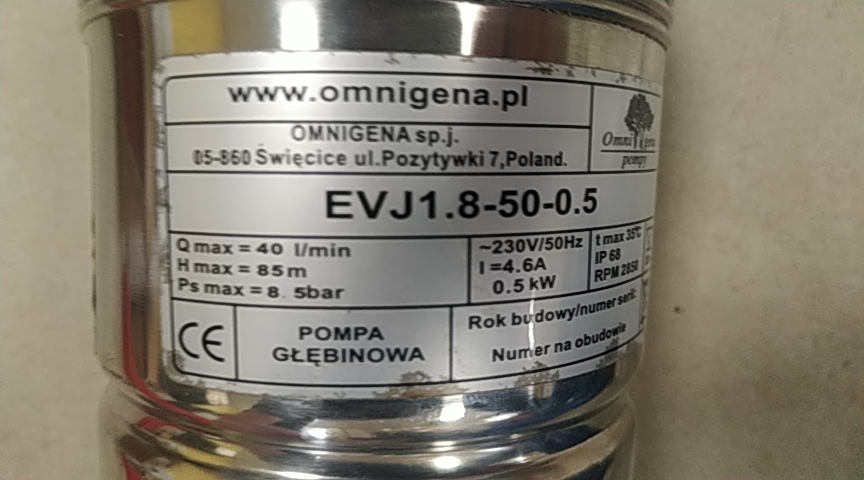 www.omnigena.pl
OMNIGENA sp.j.
05-860 Święcice ul.Pozytywki 7,Poland.
Omnigena
pompy
EVJ1.8-50-0.5
Q max = 40 l/min
H max = 85 m
Ps max = 8. 5bar
~230V/50Hz
I =4.6A
0.5 kW
t max 35°C
IP 68
RPM 2850
CE
POMPA
GŁĘBINOWA
Rok budowy/numer serii:
Numer na obudowie